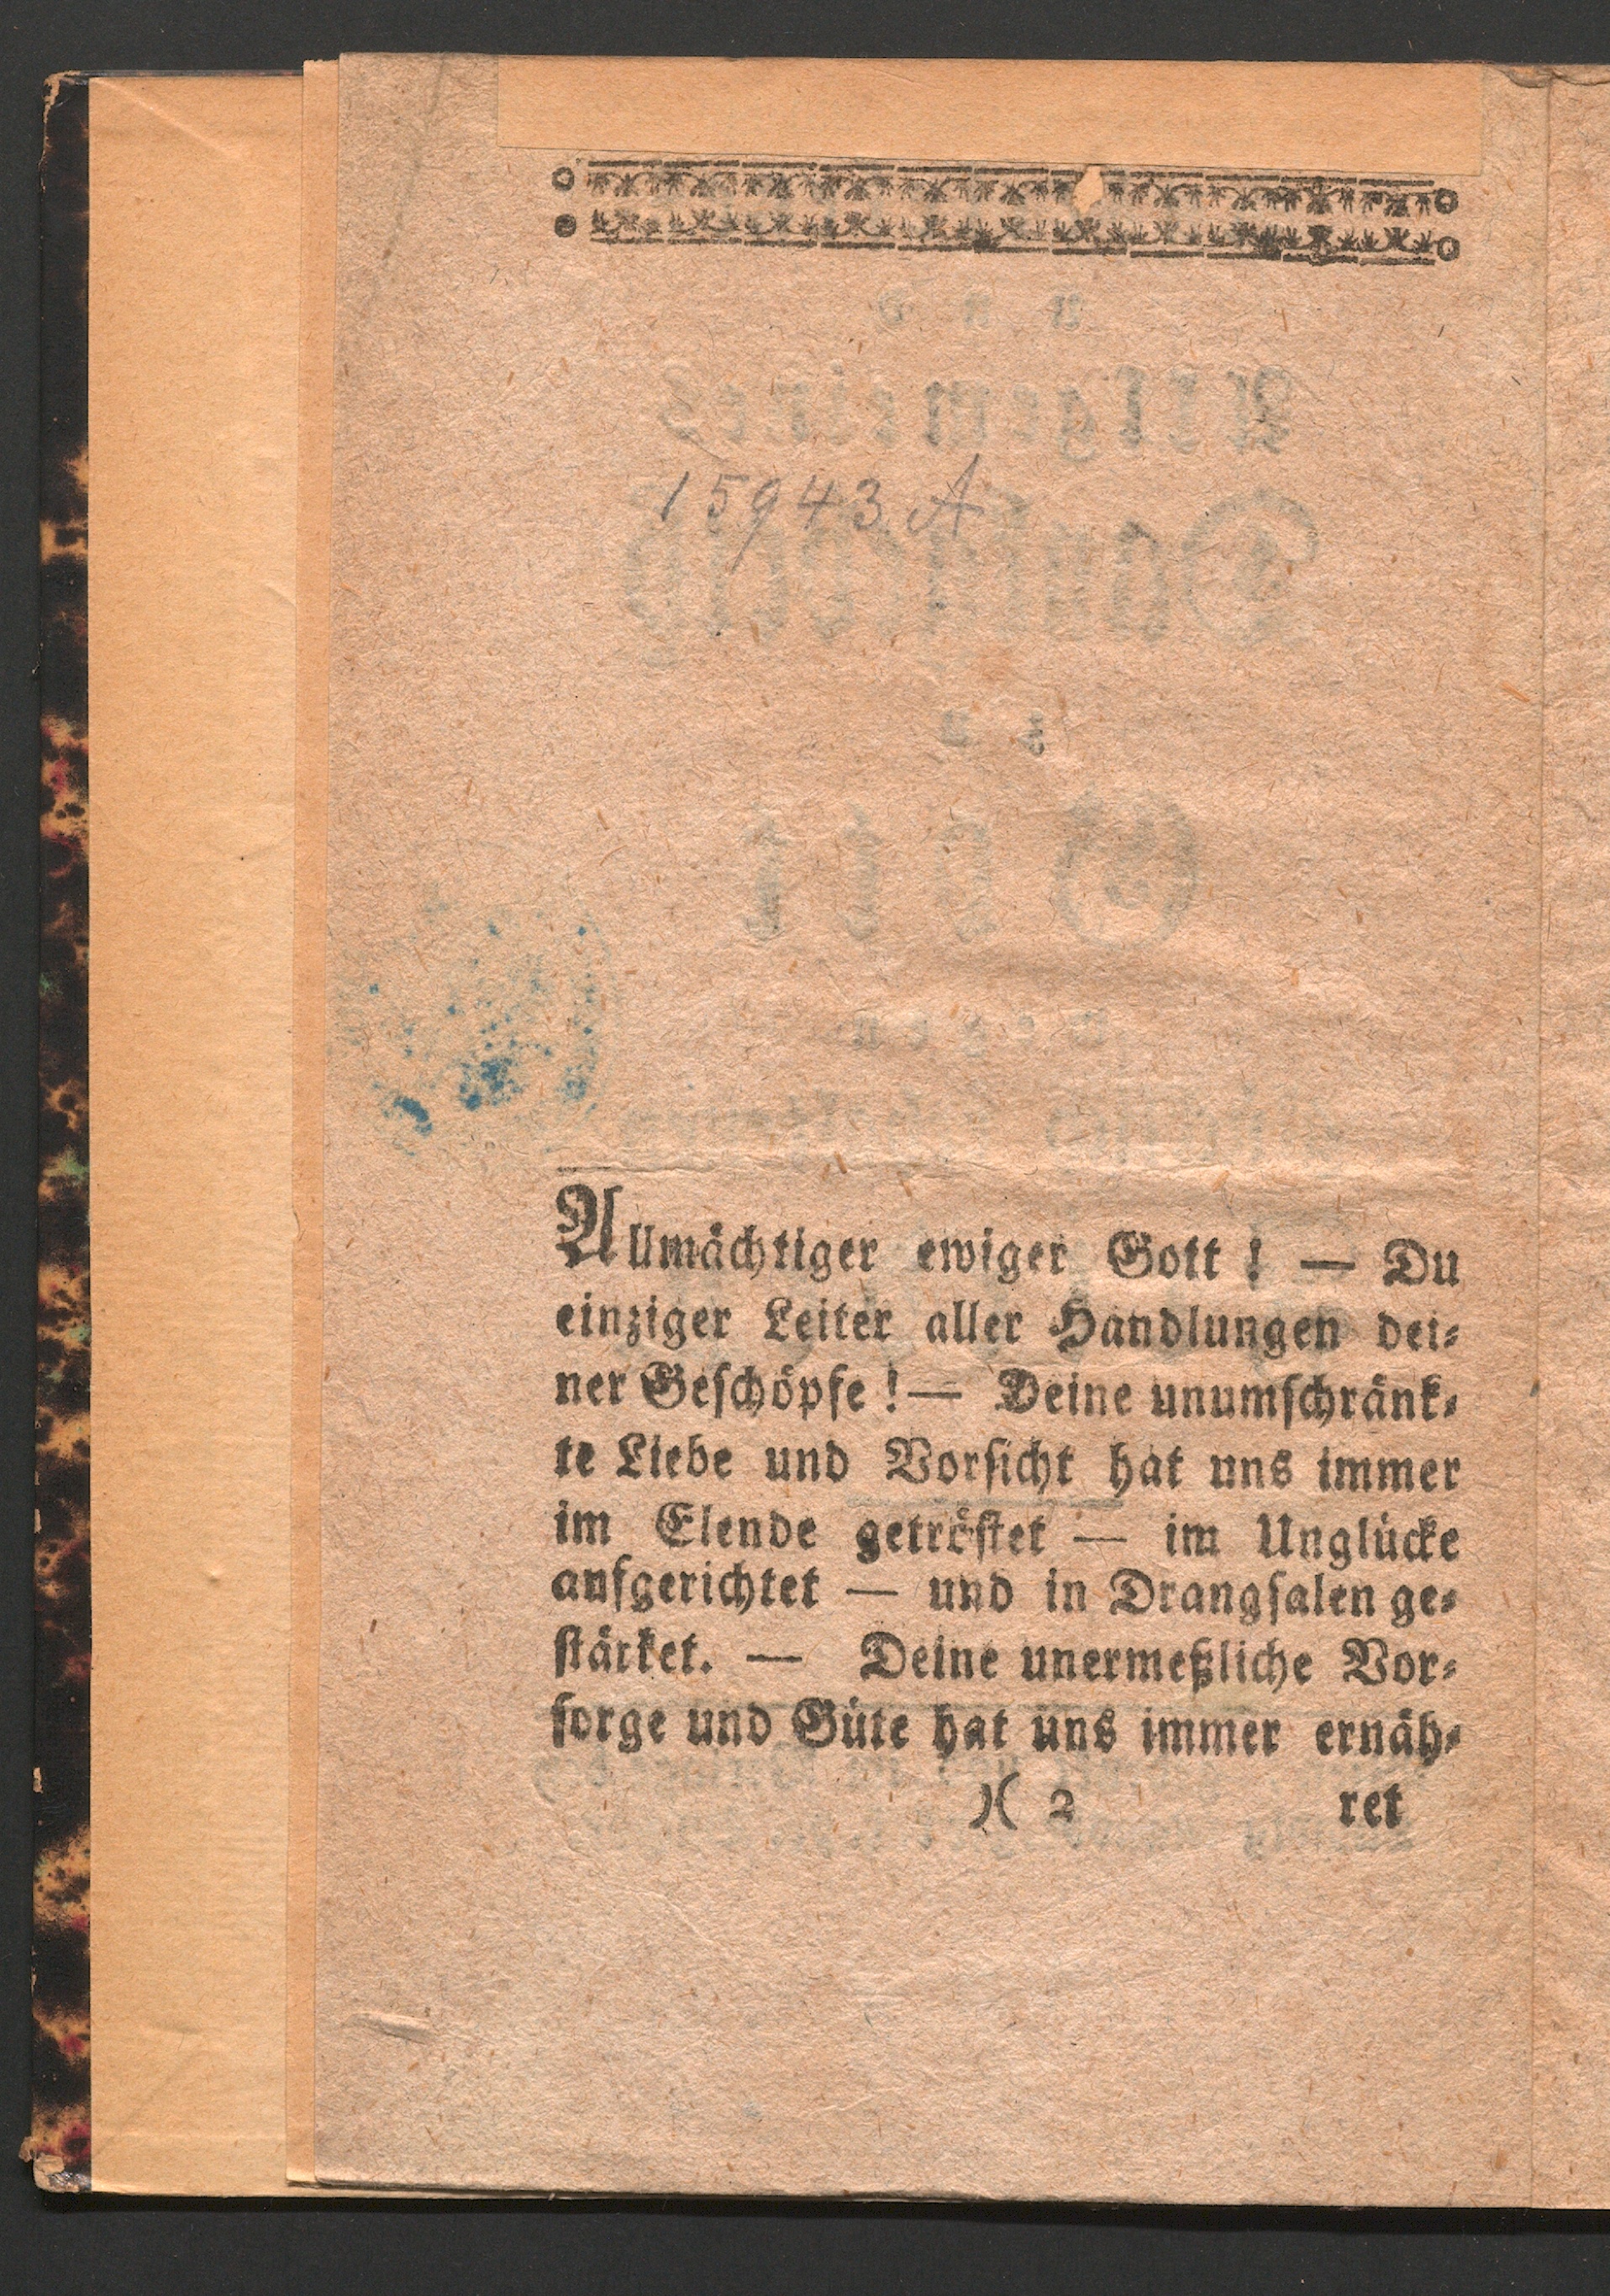 15943 A
Allmächtiger ewiger Gott! — Du
einziger Leiter aller Handlungen dei⸗
ner Geschöpfe! — Deine unumschränk⸗
te Liebe und Vorsicht hat uns immer
im Elende getröstet — im Unglücke
aufgerichtet — und in Drangsalen ge⸗
stärket. — Deine unermeßliche Vor⸗
sorge und Güte hat uns immer ernäh⸗
)( 2 ret